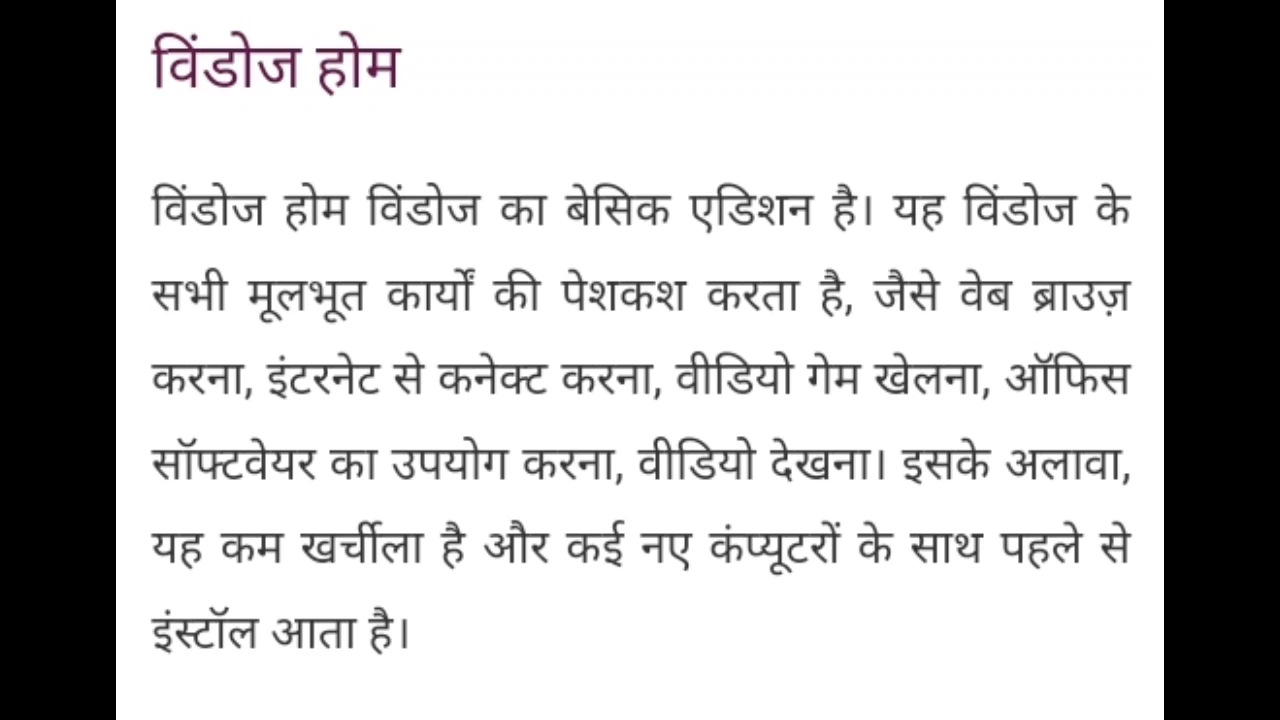 विंडोज होम
विंडोज होम विंडोज का बेसिक एडिशन है। यह विंडोज के
सभी मूलभूत कार्यों की पेशकश करता है, जैसे वेब ब्राउज़
करना, इंटरनेट से कनेक्ट करना, वीडियो गेम खेलना, ऑफिस
सॉफ्टवेयर का उपयोग करना, वीडियो देखना। इसके अलावा,
यह कम खर्चीला है और कई नए कंप्यूटरों के साथ पहले से
इंस्टॉल आता है।